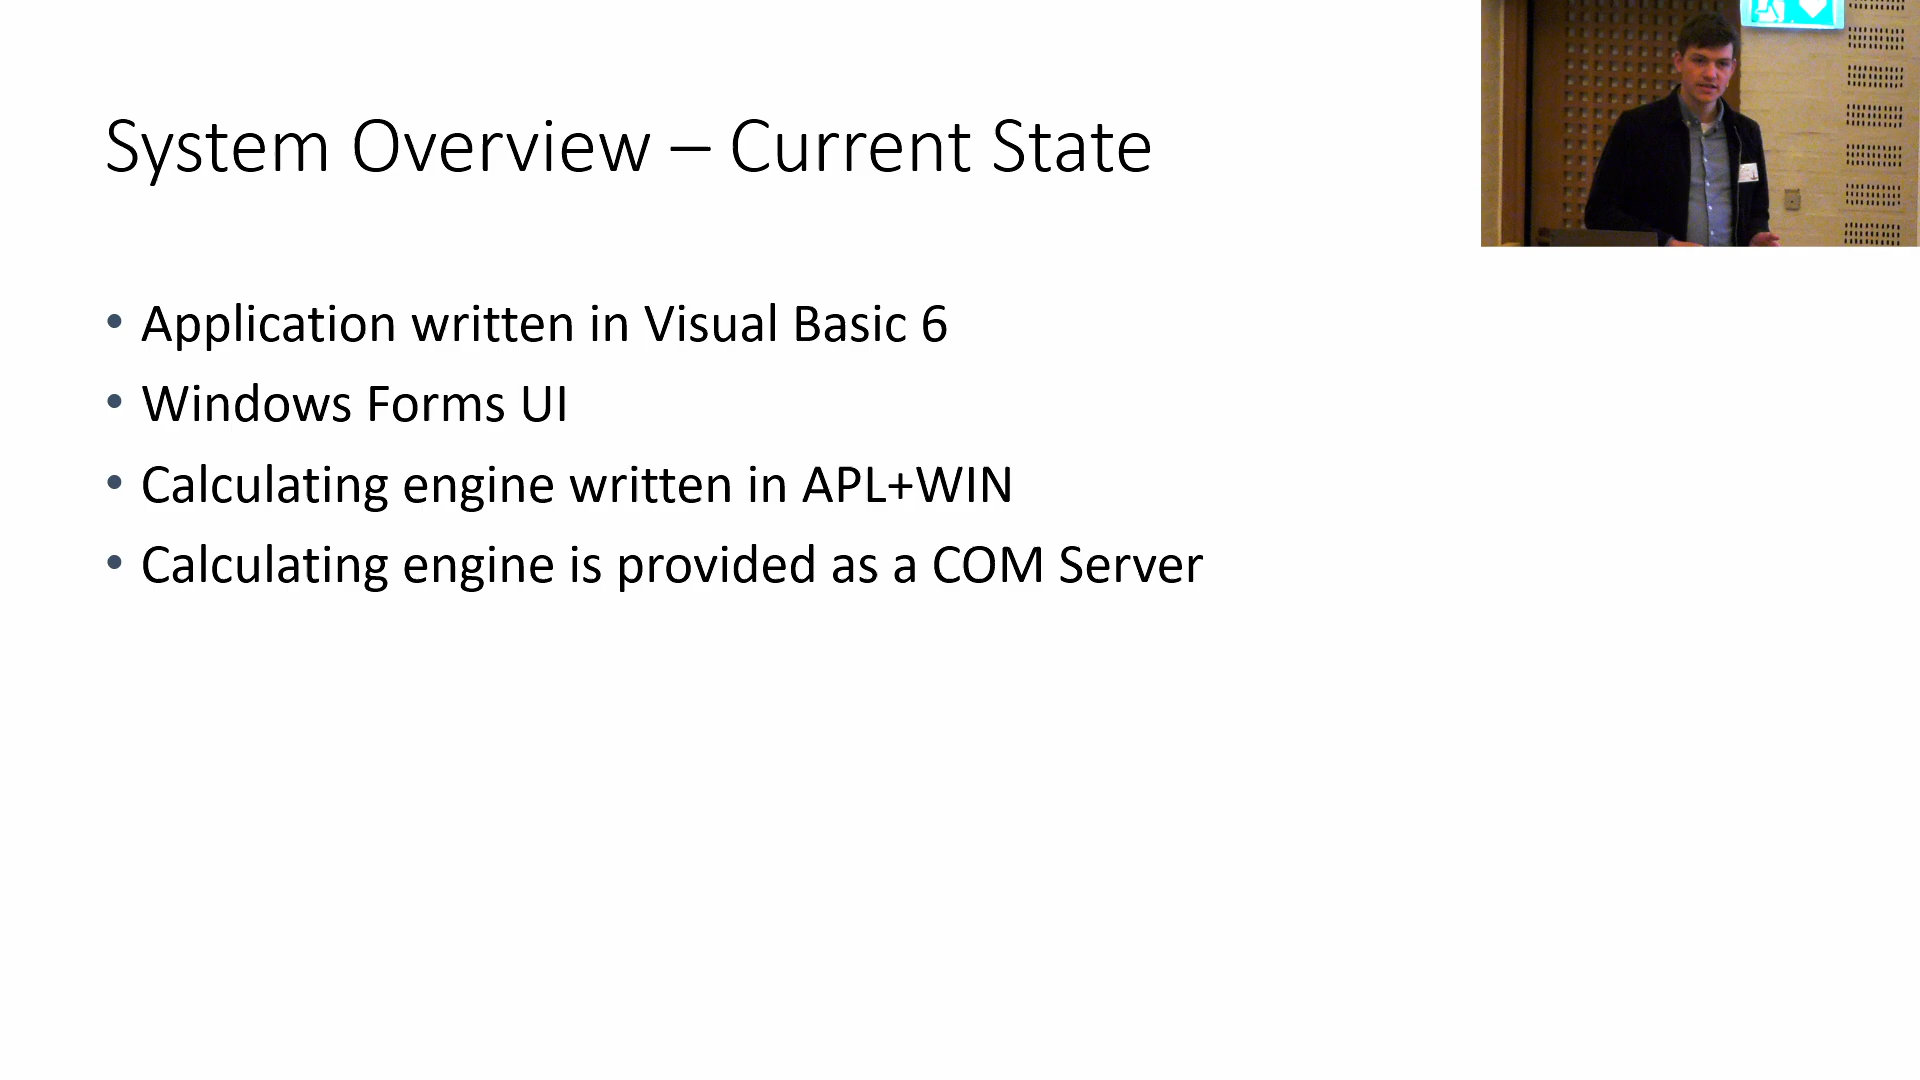 System Overview – Current State
• Application written in Visual Basic 6
• Windows Forms UI
• Calculating engine written in APL+WIN
• Calculating engine is provided as a COM Server